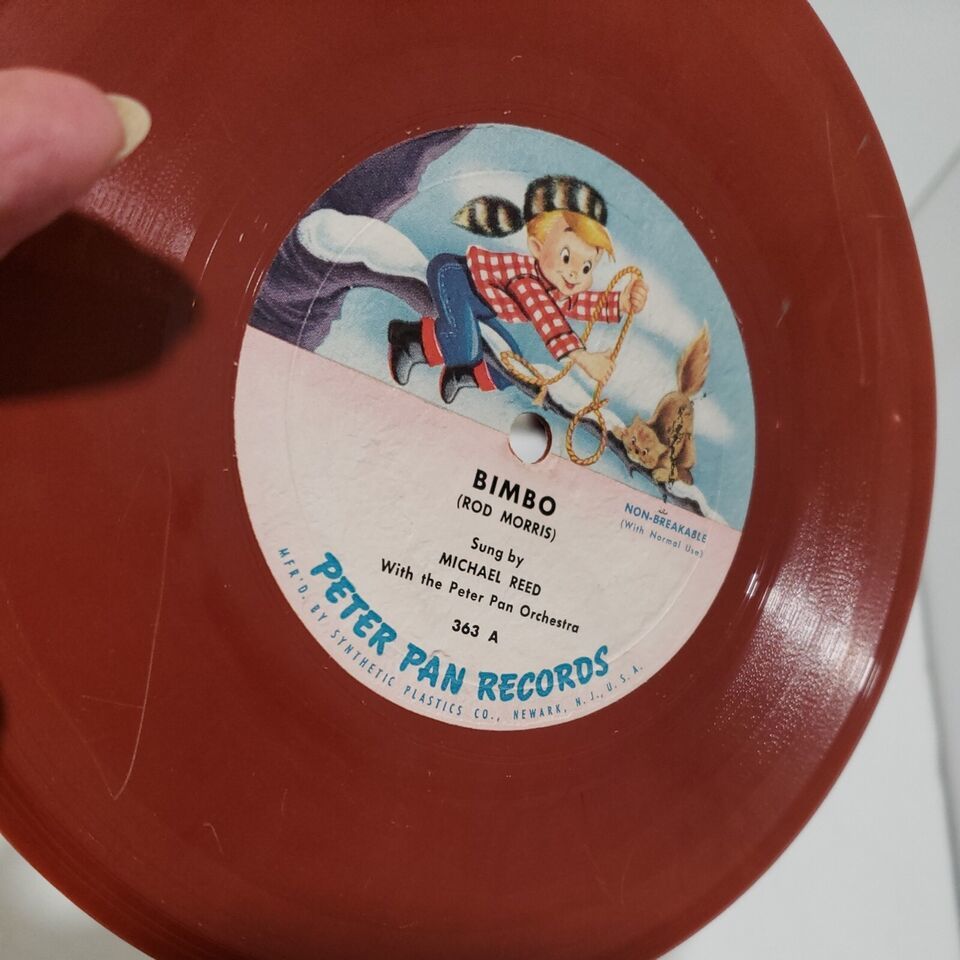 BIMBO
(ROD MORRIS)
Sung by
MICHAEL REED
With the Peter Pan Orchestra
363 A
NON-BREAKABLE
(With Normal Use)
PETER PAN RECORDS
MFR'D. BY SYNTHETIC PLASTICS CO., NEWARK, N. J., U. S. A.